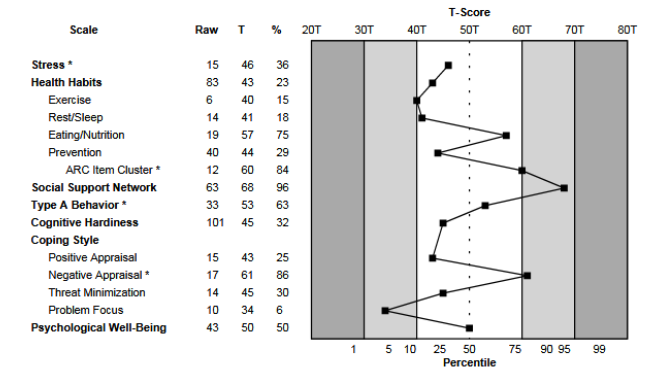 T-Score
Scale Raw T % 20T 30T 40T 50T 60T 70T 80T
Stress * 15 46 36
Health Habits 83 43 23
Exercise 6 40 15
Rest/Sleep 14 41 18
Eating/Nutrition 19 57 75
Prevention 40 44 29
ARC Item Cluster * 12 60 84
Social Support Network 63 68 96
Type A Behavior * 33 53 63
Cognitive Hardiness 101 45 32
Coping Style
Positive Appraisal 15 43 25
Negative Appraisal * 17 61 86
Threat Minimization 14 45 30
Problem Focus 10 34 6
Psychological Well-Being 43 50 50
1 5 10 25 50 75 90 95 99
Percentile